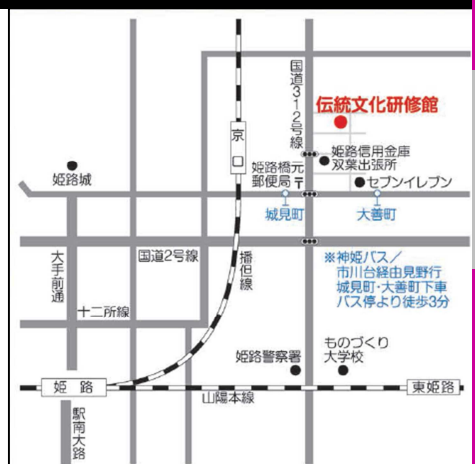 国道312号線
伝統文化研修館
京口
姫路信用金庫
双葉出張所
姫路橋元
郵便局〒
セブンイレブン
姫路城
城見町
大善町
大手前通
国道2号線
播但線
※神姫バス/
市川台経由見野行
城見町・大善町下車
バス停より徒歩3分
十二所線
姫路警察署
ものづくり
大学校
姫路
山陽本線
東姫路
駅南大路